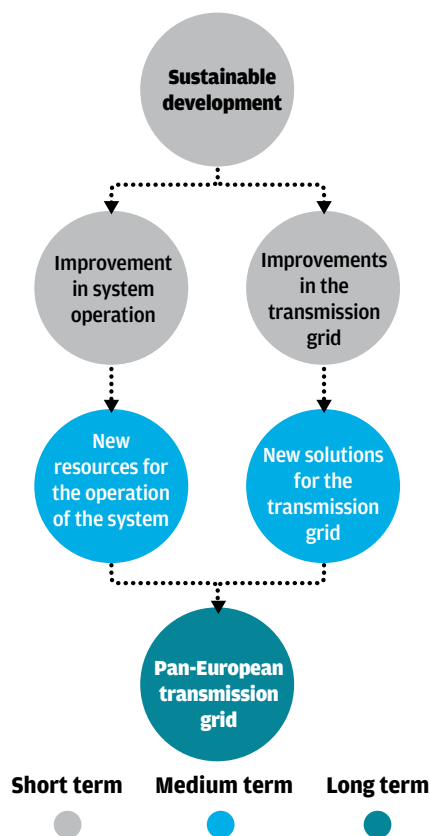 Sustainable
development
Improvement
in system
operation
Improvements
in the
transmission
grid
New
resources for
the operation
of the system
New solutions
for the
transmission
grid
Pan-European
transmission
grid
Short term
Medium term
Long term